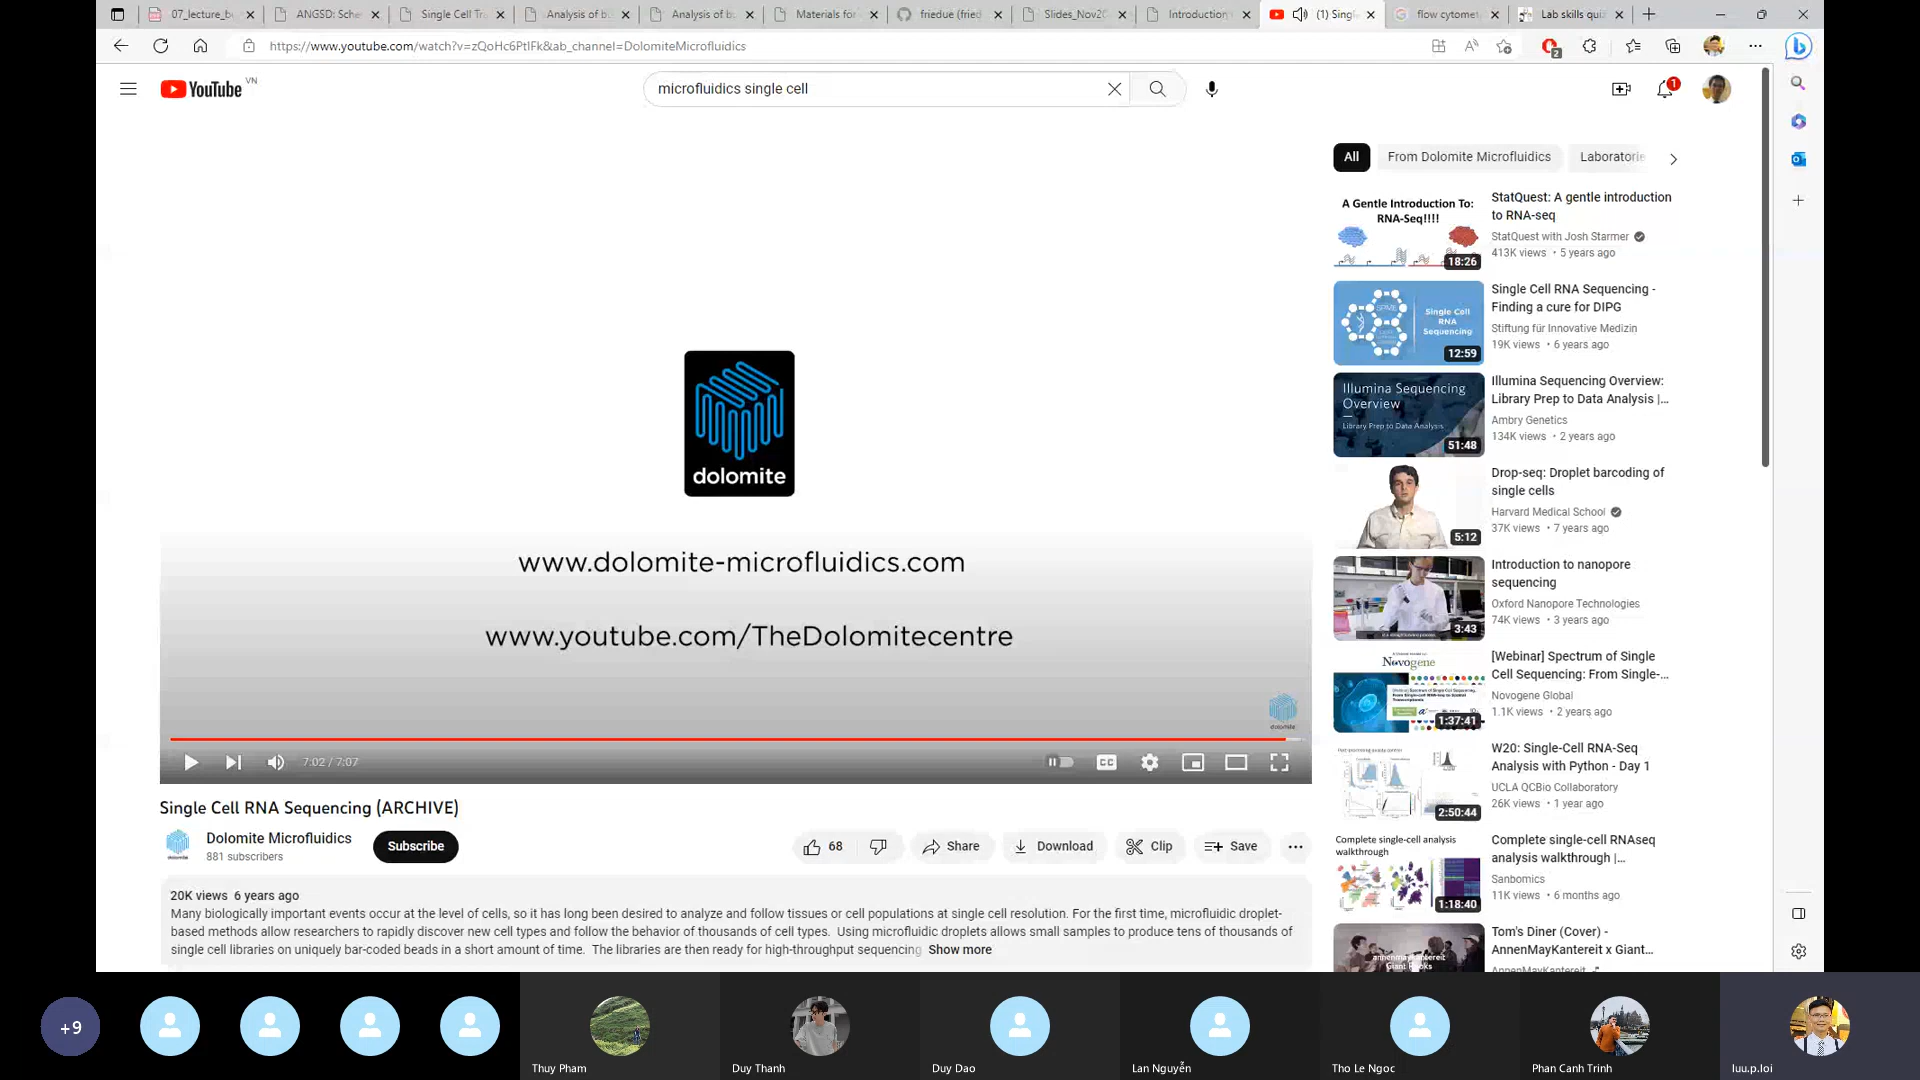 07_lecture_b
ANGSD: Sche
Single Cell Tra
Analysis of b
Analysis of b
Materials for
friedue (fried
Slides_Nov20
Introduction
(1) Singl
flow cytomet
Lab skills qui
https://www.youtube.com/watch?v=zQoHc6PtlFk&ab_channel=DolomiteMicrofluidics
2
YouTube
VN
microfluidics single cell
1
dolomite
www.dolomite-microfluidics.com
www.youtube.com/TheDolomitecentre
dolomite
7:02 / 7:07
CC
Single Cell RNA Sequencing (ARCHIVE)
Dolomite Microfluidics
881 subscribers
Subscribe
68
Share
Download
Clip
Save
20K views 6 years ago
Many biologically important events occur at the level of cells, so it has long been desired to analyze and follow tissues or cell populations at single cell resolution. For the first time, microfluidic droplet-
based methods allow researchers to rapidly discover new cell types and follow the behavior of thousands of cell types. Using microfluidic droplets allows small samples to produce tens of thousands of
single cell libraries on uniquely bar-coded beads in a short amount of time. The libraries are then ready for high-throughput sequencing Show more
All
From Dolomite Microfluidics
Laboratorie
A Gentle Introduction To:
RNA-Seq!!!!
18:26
StatQuest: A gentle introduction
to RNA-seq
StatQuest with Josh Starmer
413K views • 5 years ago
Single Cell
RNA
Sequencing
12:59
Single Cell RNA Sequencing -
Finding a cure for DIPG
Stiftung für Innovative Medizin
19K views • 6 years ago
Illumina Sequencing
Overview
Library Prep to Data Analysis
51:48
Illumina Sequencing Overview:
Library Prep to Data Analysis |...
Ambry Genetics
134K views • 2 years ago
5:12
Drop-seq: Droplet barcoding of
single cells
Harvard Medical School
37K views • 7 years ago
3:43
Introduction to nanopore
sequencing
Oxford Nanopore Technologies
74K views • 3 years ago
Novogene
1:37:41
[Webinar] Spectrum of Single
Cell Sequencing: From Single-...
Novogene Global
1.1K views • 2 years ago
2:50:44
W20: Single-Cell RNA-Seq
Analysis with Python - Day 1
UCLA QCBio Collaboratory
26K views • 1 year ago
Complete single-cell analysis
walkthrough
1:18:40
Complete single-cell RNAseq
analysis walkthrough |...
Sanbomics
11K views • 6 months ago
annenmaykantereit
Giant Rooks
Tom's Diner (Cover) -
AnnenMayKantereit x Giant...
AnnenMayKantereit
+9
Thuy Pham
Duy Thanh
Duy Dao
Lan Nguyễn
Tho Le Ngoc
Phan Canh Trinh
luu.p.loi